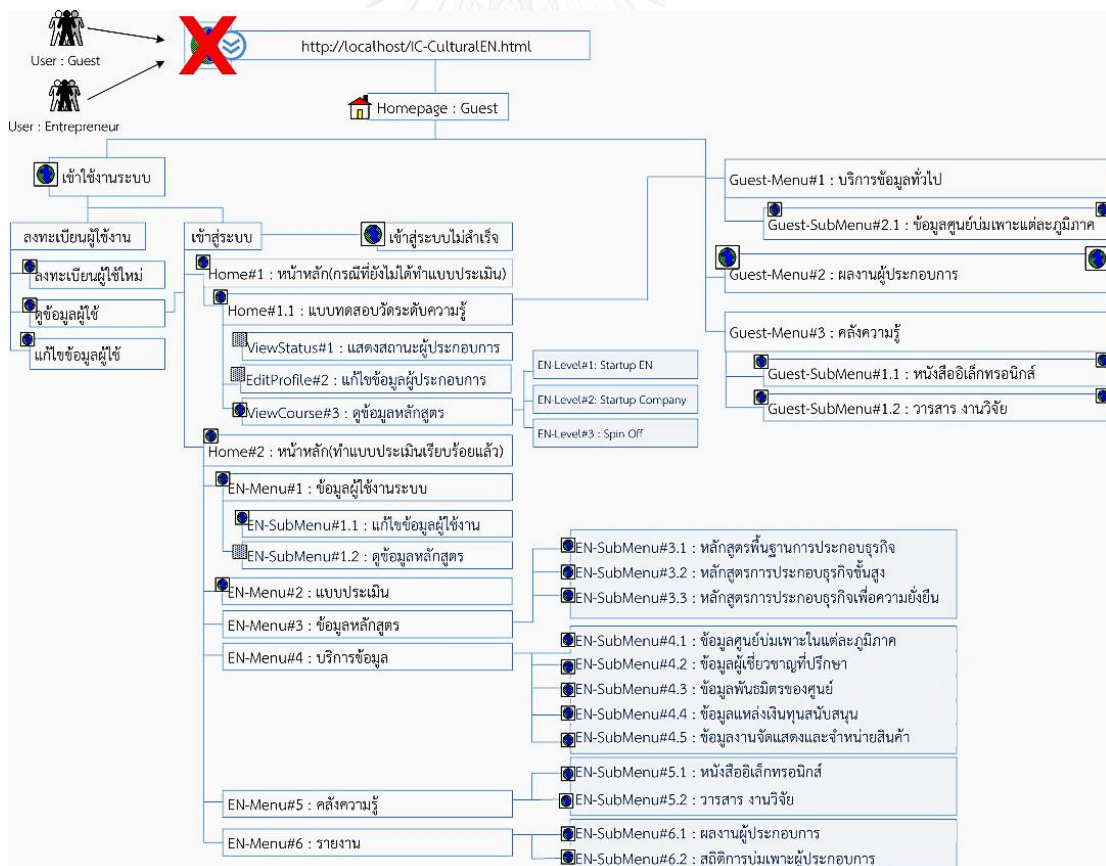 http://localhost/IC-CulturalEN.html
User : Guest
User : Entrepreneur
Homepage : Guest
เข้าใช้งานระบบ
ลงทะเบียนผู้ใช้งาน
ลงทะเบียนผู้ใช้ใหม่
ดูข้อมูลผู้ใช้
แก้ไขข้อมูลผู้ใช้
เข้าสู่ระบบ
เข้าสู่ระบบไม่สำเร็จ
Home#1 : หน้าหลัก(กรณีที่ยังไม่ได้ทำแบบประเมิน)
Home#1.1 : แบบทดสอบวัดระดับความรู้
ViewStatus#1 : แสดงสถานะผู้ประกอบการ
EditProfile#2 : แก้ไขข้อมูลผู้ประกอบการ
ViewCourse#3 : ดูข้อมูลหลักสูตร
EN-Level#1: Startup EN
EN-Level#2: Startup Company
EN-Level#3 : Spin Off
Home#2 : หน้าหลัก(ทำแบบประเมินเรียบร้อยแล้ว)
EN-Menu#1 : ข้อมูลผู้ใช้งานระบบ
EN-SubMenu#1.1 : แก้ไขข้อมูลผู้ใช้งาน
EN-SubMenu#1.2 : ดูข้อมูลหลักสูตร
EN-Menu#2 : แบบประเมิน
EN-Menu#3 : ข้อมูลหลักสูตร
EN-SubMenu#3.1 : หลักสูตรพื้นฐานการประกอบธุรกิจ
EN-SubMenu#3.2 : หลักสูตรการประกอบธุรกิจขั้นสูง
EN-SubMenu#3.3 : หลักสูตรการประกอบธุรกิจเพื่อความยั่งยืน
EN-Menu#4 : บริการข้อมูล
EN-SubMenu#4.1 : ข้อมูลศูนย์บ่มเพาะในแต่ละภูมิภาค
EN-SubMenu#4.2 : ข้อมูลผู้เชี่ยวชาญที่ปรึกษา
EN-SubMenu#4.3 : ข้อมูลพันธมิตรของศูนย์
EN-SubMenu#4.4 : ข้อมูลแหล่งเงินทุนสนับสนุน
EN-SubMenu#4.5 : ข้อมูลงานจัดแสดงและจำหน่ายสินค้า
EN-Menu#5 : คลังความรู้
EN-SubMenu#5.1 : หนังสืออิเล็กทรอนิกส์
EN-SubMenu#5.2 : วารสาร งานวิจัย
EN-Menu#6 : รายงาน
EN-SubMenu#6.1 : ผลงานผู้ประกอบการ
EN-SubMenu#6.2 : สถิติการบ่มเพาะผู้ประกอบการ
Guest-Menu#1 : บริการข้อมูลทั่วไป
Guest-SubMenu#2.1 : ข้อมูลศูนย์บ่มเพาะแต่ละภูมิภาค
Guest-Menu#2 : ผลงานผู้ประกอบการ
Guest-Menu#3 : คลังความรู้
Guest-SubMenu#1.1 : หนังสืออิเล็กทรอนิกส์
Guest-SubMenu#1.2 : วารสาร งานวิจัย